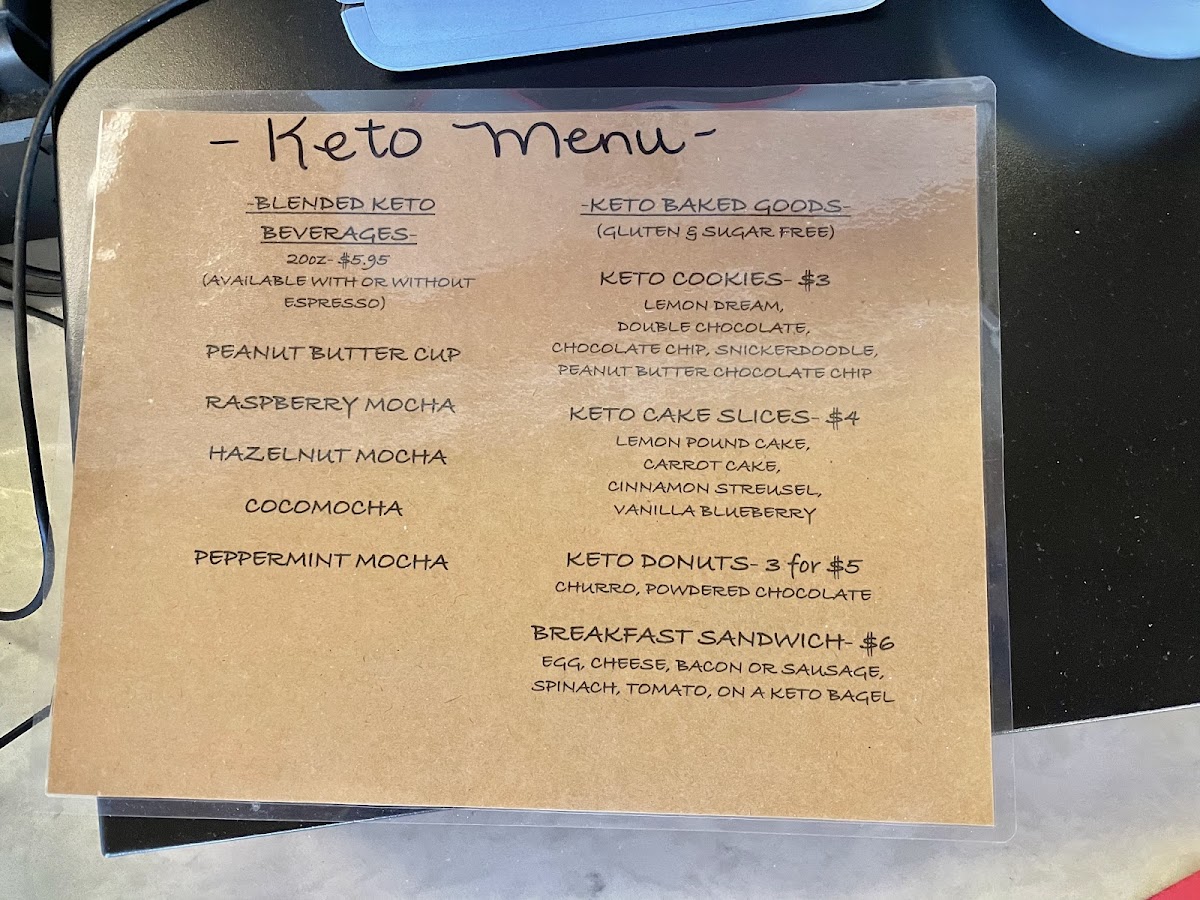 - Keto Menu -
-BLENDED KETO
BEVERAGES-
20oz- $5.95
(AVAILABLE WITH OR WITHOUT
ESPRESSO)
PEANUT BUTTER CUP
RASPBERRY MOCHA
HAZELNUT MOCHA
COCOMOCHA
PEPPERMINT MOCHA
-KETO BAKED GOODS-
(GLUTEN & SUGAR FREE)
KETO COOKIES- $3
LEMON DREAM,
DOUBLE CHOCOLATE,
CHOCOLATE CHIP, SNICKERDOODLE,
PEANUT BUTTER CHOCOLATE CHIP
KETO CAKE SLICES- $4
LEMON POUND CAKE,
CARROT CAKE,
CINNAMON STREUSEL,
VANILLA BLUEBERRY
KETO DONUTS- 3 for $5
CHURRO, POWDERED CHOCOLATE
BREAKFAST SANDWICH- $6
EGG, CHEESE, BACON OR SAUSAGE,
SPINACH, TOMATO, ON A KETO BAGEL